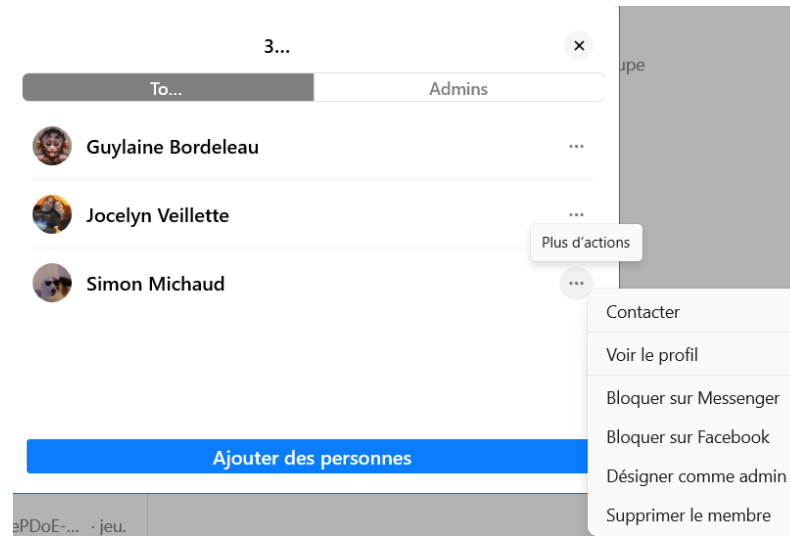 3...
To...
Admins
Guylaine Bordeleau
Jocelyn Veillette
Plus d'actions
Simon Michaud
Contacter
Voir le profil
Bloquer sur Messenger
Bloquer sur Facebook
Désigner comme admin
Supprimer le membre
Ajouter des personnes
upe
ePDoE-... · jeu.